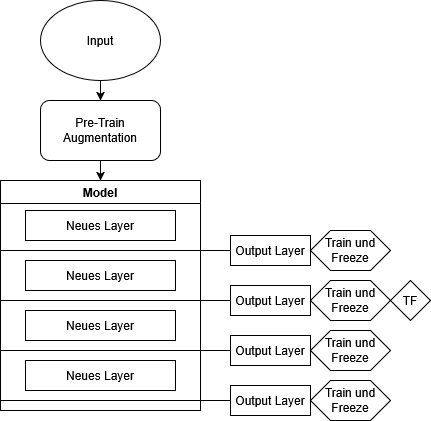 Input
Pre-Train
Augmentation
Model
Neues Layer
Output Layer
Train und
Freeze
Neues Layer
Output Layer
Train und
Freeze
TF
Neues Layer
Output Layer
Train und
Freeze
Neues Layer
Output Layer
Train und
Freeze